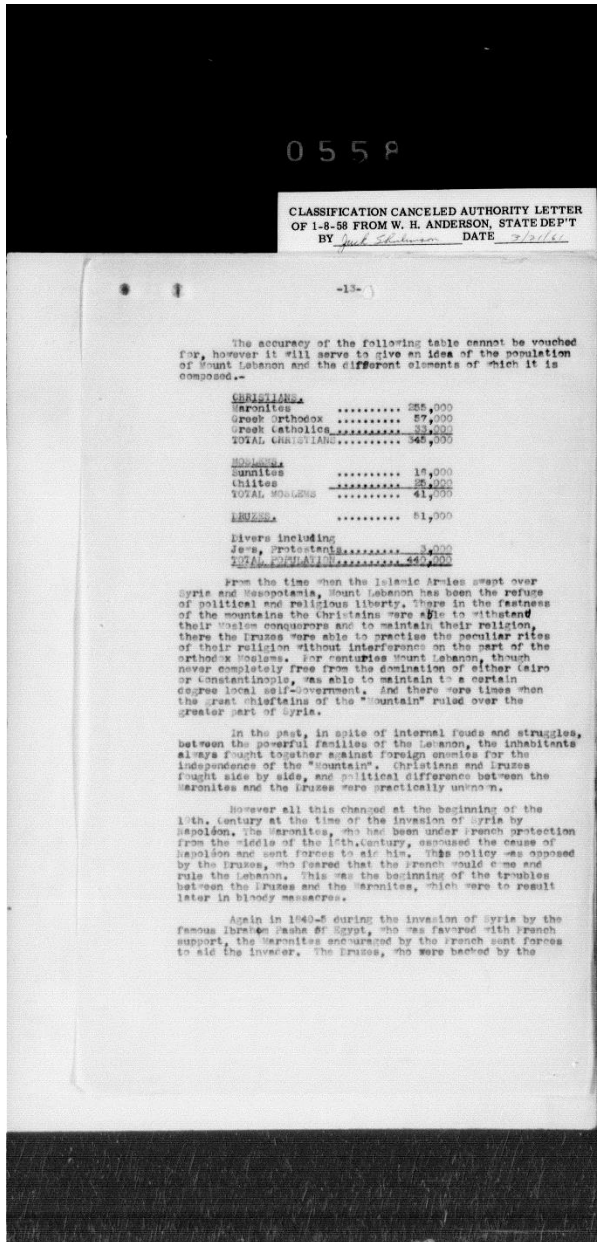 0558
CLASSIFICATION CANCELED AUTHORITY LETTER
OF 1-8-58 FROM W. H. ANDERSON, STATE DEP'T
BY Jack DATE 3/21/61
-13-
The accuracy of the following table cannot be vouched
for, however it will serve to give an idea of the population
of Mount Lebanon and the different elements of which it is
composed.-
CHRISTIANS.
Maronites .......... 255,000
Greek Orthodox .......... 57,000
Greek Catholics .......... 33,000
TOTAL CHRISTIANS.......... 345,000
MOSLEMS.
Sunnites .......... 16,000
Chiites .......... 25,000
TOTAL MOSLEMS .......... 41,000
DRUZES. .......... 51,000
Divers including
Jews, Protestants......... 3,000
TOTAL POPULATION.......... 440,000
From the time when the Islamic Armies swept over
Syria and Mesopotamia, Mount Lebanon has been the refuge
of political and religious liberty. There in the fastness
of the mountains the Christains were able to withstand
their Moslem conquerors and to maintain their religion,
there the Druzes were able to practise the peculiar rites
of their religion without interference on the part of the
orthodox Moslems. For centuries Mount Lebanon, though
never completely free from the domination of either Cairo
or Constantinople, was able to maintain to a certain
degree local self-Government. And there were times when
the great chieftains of the "Mountain" ruled over the
greater part of Syria.
In the past, in spite of internal feuds and struggles,
between the powerful families of the Lebanon, the inhabitants
always fought together against foreign enemies for the
independence of the "Mountain". Christians and Druzes
fought side by side, and political difference between the
Maronites and the Druzes were practically unknown.
However all this changed at the beginning of the
19th. Century at the time of the invasion of Syria by
Napoléon. The Maronites, who had been under French protection
from the middle of the 16th.Century, espoused the cause of
Napoléon and sent forces to aid him. This policy was opposed
by the Druzes, who feared that the French would come and
rule the Lebanon. This was the beginning of the troubles
between the Druzes and the Maronites, which were to result
later in bloody massacres.
Again in 1840-5 during the invasion of Syria by the
famous Ibrahem Pasha of Egypt, who was favored with French
support, the Maronites encouraged by the French sent forces
to aid the invader. The Druzes, who were backed by the